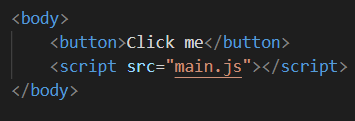 <body>
    <button>Click me</button>
    <script src="main.js"></script>
</body>